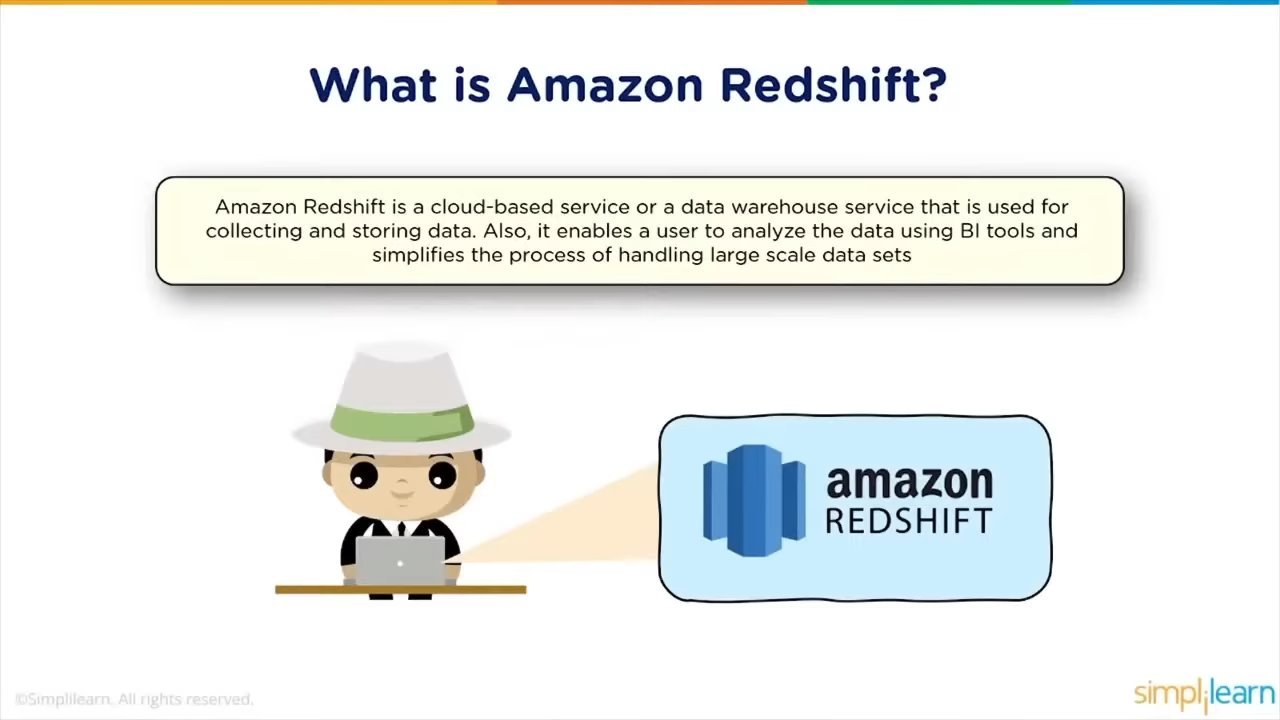 What is Amazon Redshift?
Amazon Redshift is a cloud-based service or a data warehouse service that is used for
collecting and storing data. Also, it enables a user to analyze the data using BI tools and
simplifies the process of handling large scale data sets
amazon
REDSHIFT
©Simplilearn. All rights reserved.
simplilearn